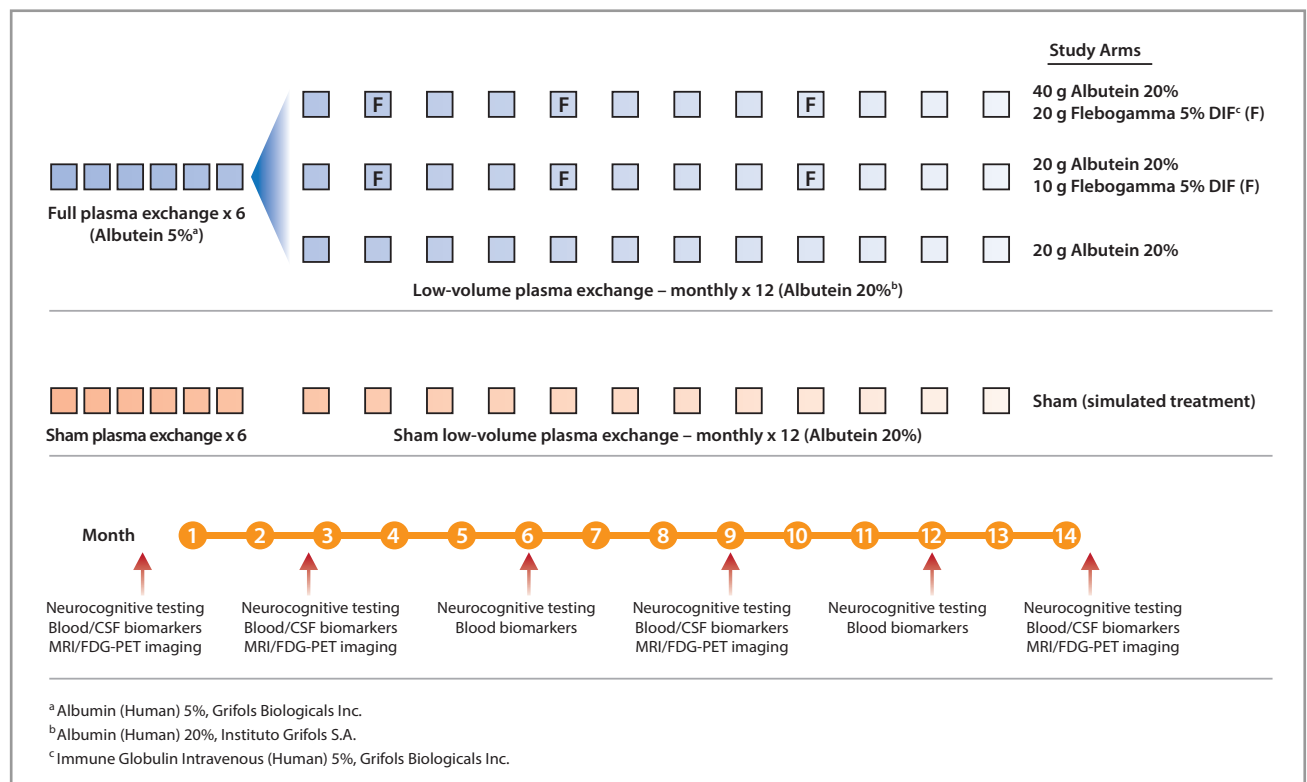 Study Arms
F F F
40 g Albutein 20%
20 g Flebogamma 5% DIFᶜ (F)
F F F
20 g Albutein 20%
10 g Flebogamma 5% DIF (F)
Full plasma exchange x 6
(Albutein 5%ᵃ)
20 g Albutein 20%
Low-volume plasma exchange – monthly x 12 (Albutein 20%ᵇ)
Sham (simulated treatment)
Sham plasma exchange x 6
Sham low-volume plasma exchange – monthly x 12 (Albutein 20%)
Month 1 2 3 4 5 6 7 8 9 10 11 12 13 14
Neurocognitive testing
Blood/CSF biomarkers
MRI/FDG-PET imaging
Neurocognitive testing
Blood/CSF biomarkers
MRI/FDG-PET imaging
Neurocognitive testing
Blood biomarkers
Neurocognitive testing
Blood/CSF biomarkers
MRI/FDG-PET imaging
Neurocognitive testing
Blood biomarkers
Neurocognitive testing
Blood/CSF biomarkers
MRI/FDG-PET imaging
ᵃ Albumin (Human) 5%, Grifols Biologicals Inc.
ᵇ Albumin (Human) 20%, Instituto Grifols S.A.
ᶜ Immune Globulin Intravenous (Human) 5%, Grifols Biologicals Inc.